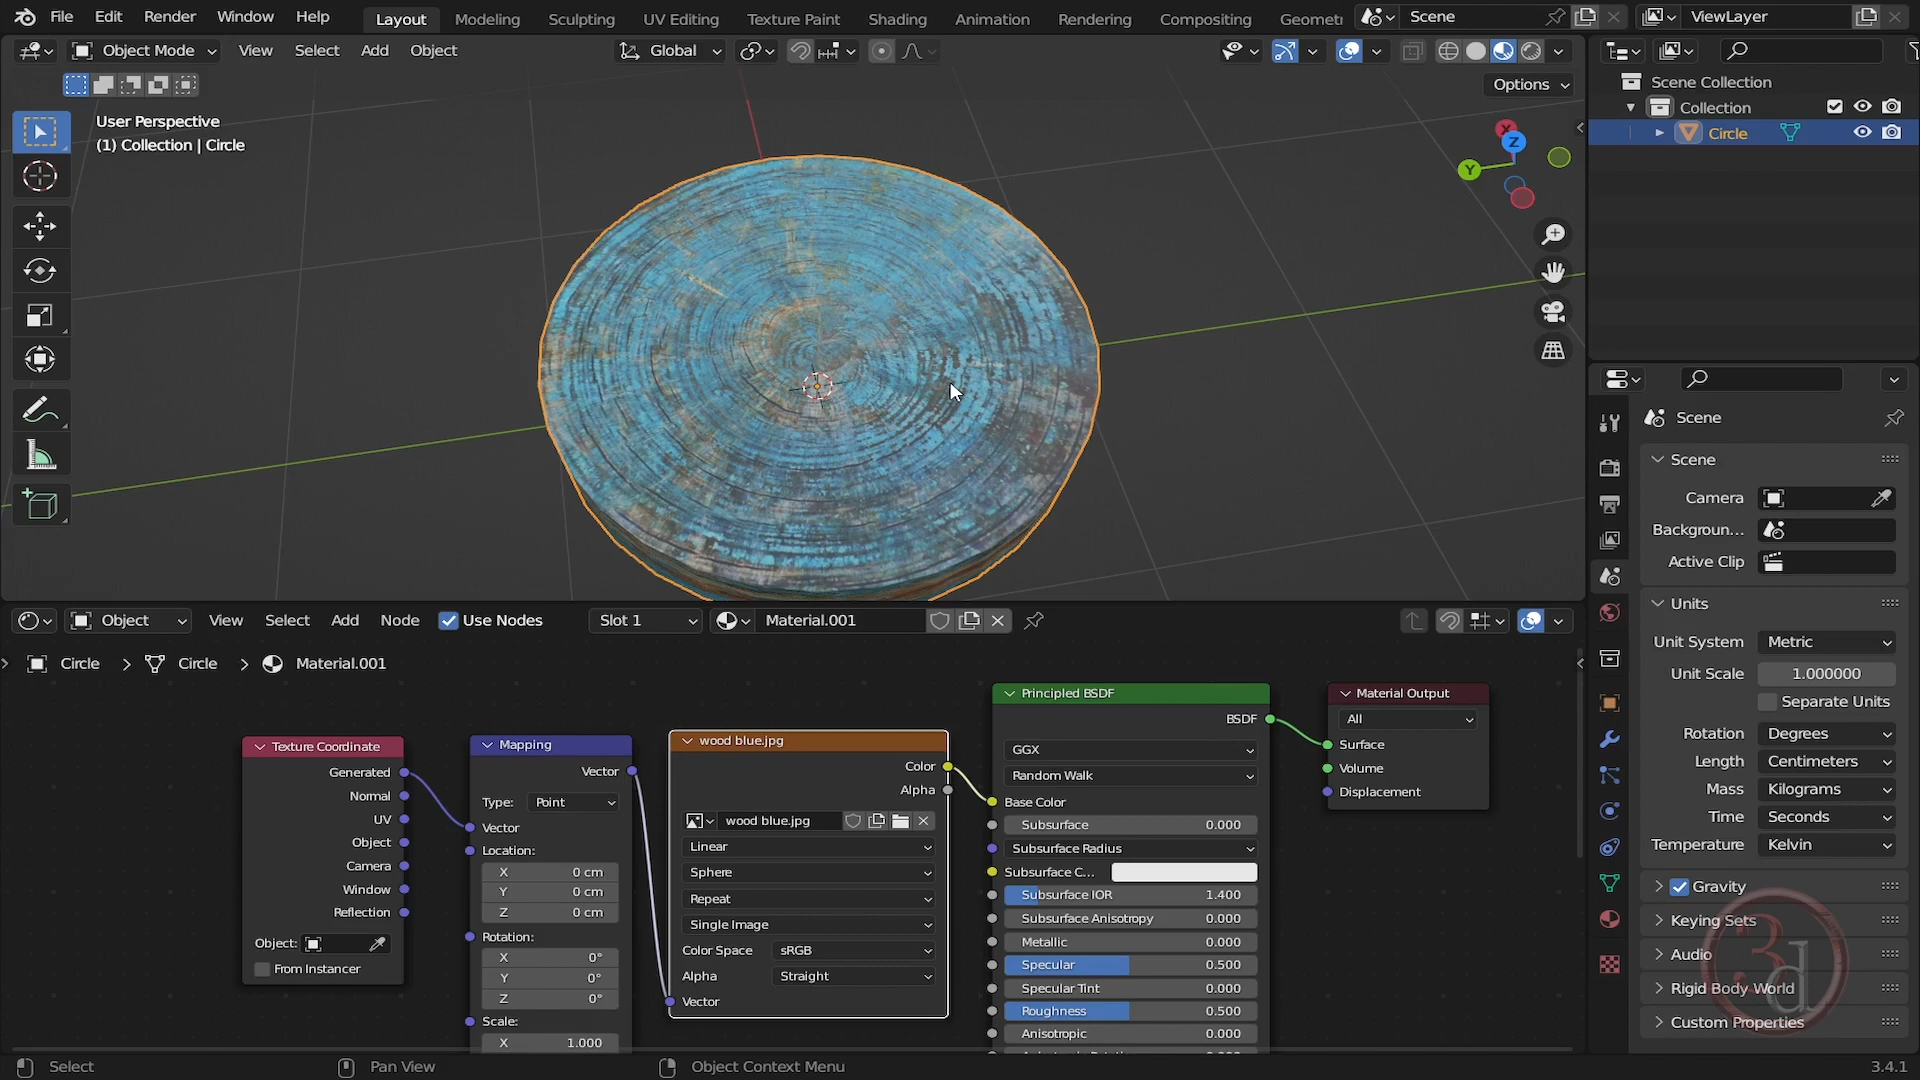 File Edit Render Window Help Layout Modeling Sculpting UV Editing Texture Paint Shading Animation Rendering Compositing Geomet Scene ViewLayer
Object Mode View Select Add Object Global
Options
User Perspective
(1) Collection | Circle
X
Z
Y
Scene Collection
Collection
Circle
Scene
Scene
Camera
Backgroun...
Active Clip
Units
Unit System Metric
Unit Scale 1.000000
Separate Units
Rotation Degrees
Length Centimeters
Mass Kilograms
Time Seconds
Temperature Kelvin
Gravity
Keying Sets
Audio
Rigid Body World
Custom Properties
3d
Object View Select Add Node Use Nodes Slot 1 Material.001
Circle > Circle > Material.001
Texture Coordinate
Generated
Normal
UV
Object
Camera
Window
Reflection
Object:
From Instancer
Mapping
Vector
Type: Point
Vector
Location:
X 0 cm
Y 0 cm
Z 0 cm
Rotation:
X 0°
Y 0°
Z 0°
Scale:
X 1.000
wood blue.jpg
Color
Alpha
wood blue.jpg
Linear
Sphere
Repeat
Single Image
Color Space sRGB
Alpha Straight
Vector
Principled BSDF
BSDF
GGX
Random Walk
Base Color
Subsurface 0.000
Subsurface Radius
Subsurface C...
Subsurface IOR 1.400
Subsurface Anisotropy 0.000
Metallic 0.000
Specular 0.500
Specular Tint 0.000
Roughness 0.500
Anisotropic 0.000
Material Output
All
Surface
Volume
Displacement
Select Pan View Object Context Menu 3.4.1